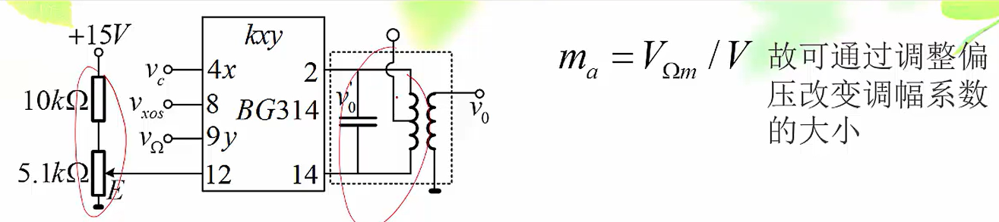 +15V
10kΩ
5.1kΩ
E
v_c
v_xos
v_Ω
kxy
4x
8
9y
12
BG314
2
14
v_0'
v_0
m_a = V_Ωm / V 故可通过调整偏
压改变调幅系数
的大小